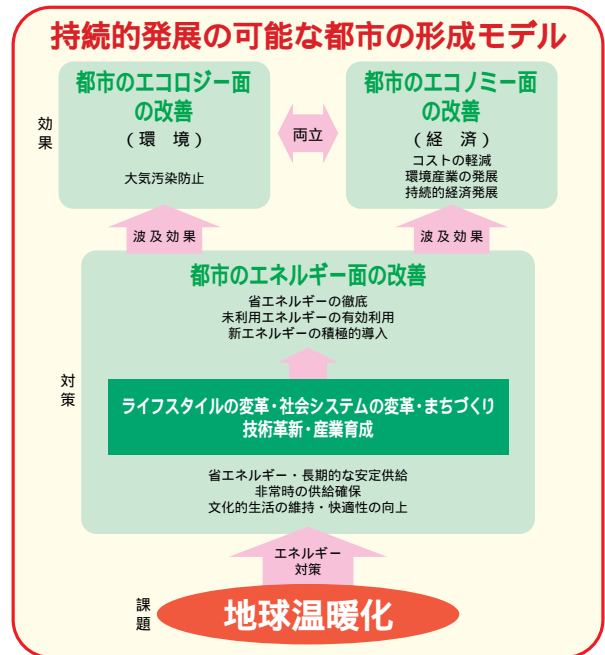 持続的発展の可能な都市の形成モデル
効果
都市のエコロジー面
の改善
(環 境)
大気汚染防止
両立
都市のエコノミー面
の改善
(経 済)
コストの軽減
環境産業の発展
持続的経済発展
波及効果
波及効果
対策
都市のエネルギー面の改善
省エネルギーの徹底
未利用エネルギーの有効利用
新エネルギーの積極的導入
ライフスタイルの変革・社会システムの変革・まちづくり
技術革新・産業育成
省エネルギー・長期的な安定供給
非常時の供給確保
文化的生活の維持・快適性の向上
エネルギー
対策
課題
地球温暖化